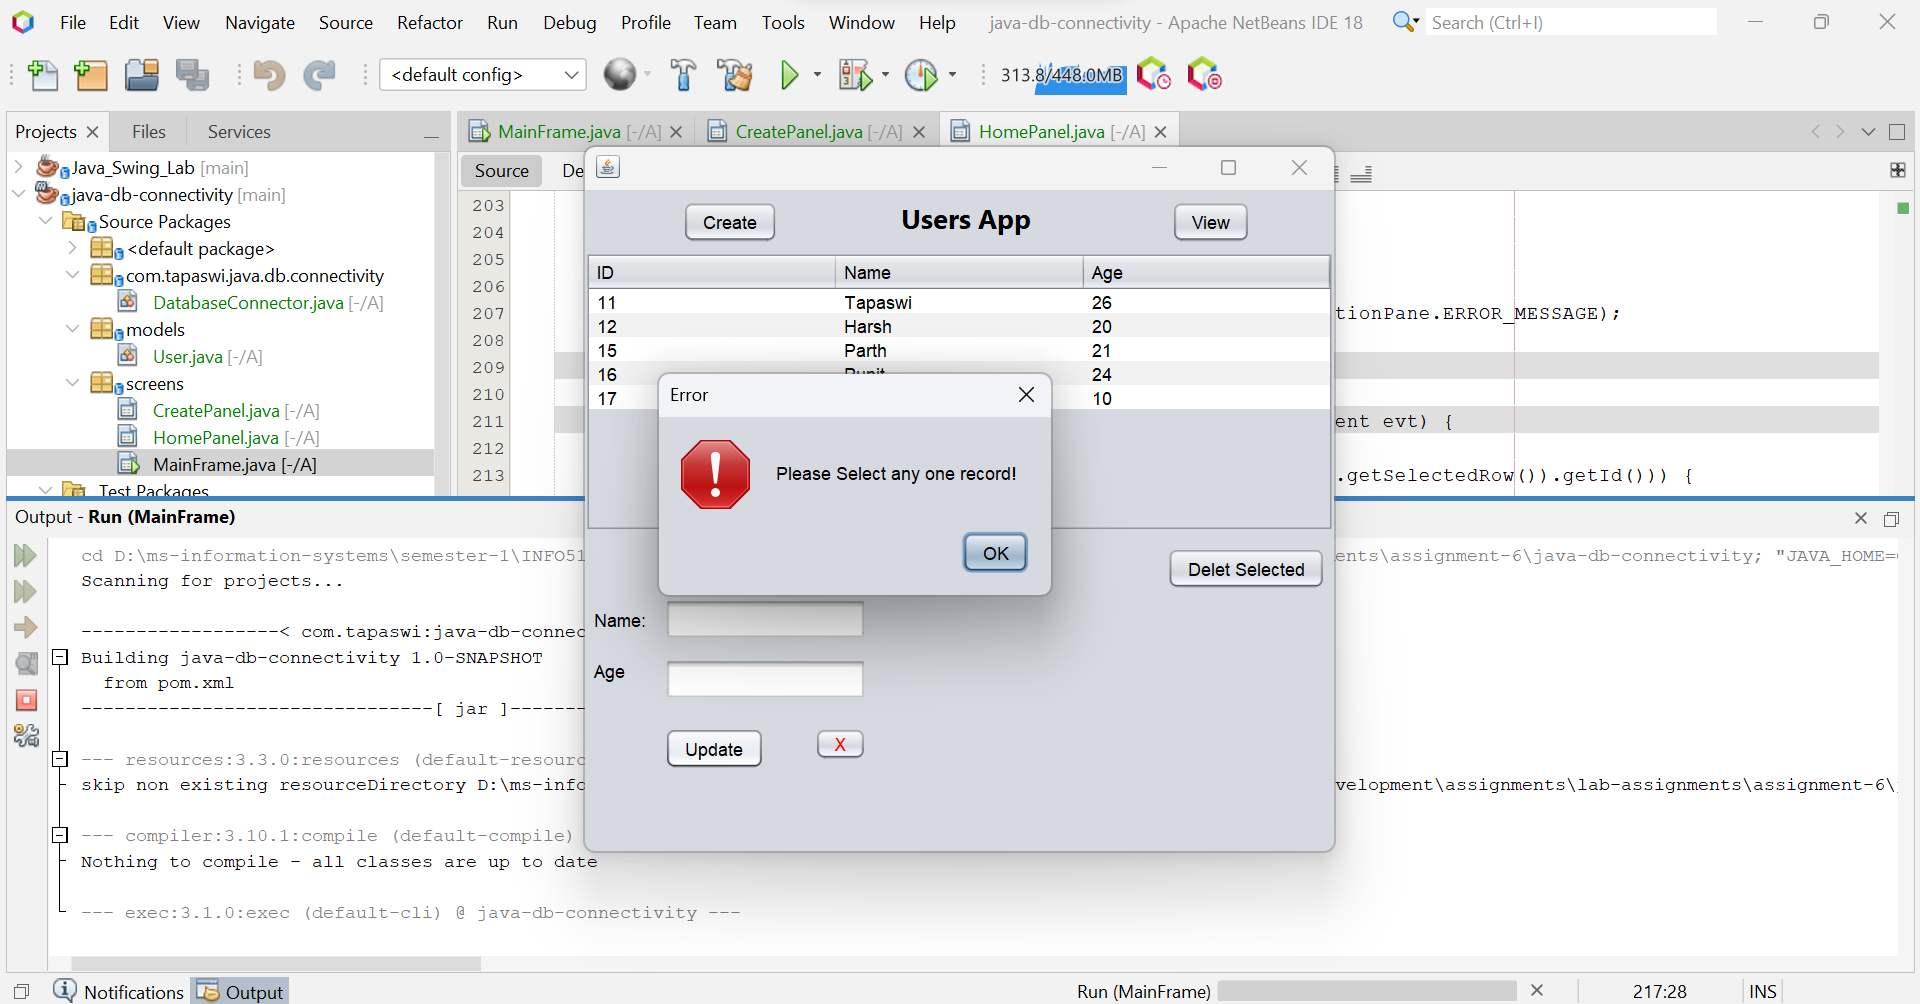 File Edit View Navigate Source Refactor Run Debug Profile Team Tools Window Help java-db-connectivity - Apache NetBeans IDE 18 Search (Ctrl+I)
<default config> 313.8/448.0MB
Projects Files Services
MainFrame.java [-/A] CreatePanel.java [-/A] HomePanel.java [-/A]
Java_Swing_Lab [main]
java-db-connectivity [main]
Source Packages
<default package>
com.tapaswi.java.db.connectivity
DatabaseConnector.java [-/A]
models
User.java [-/A]
screens
CreatePanel.java [-/A]
HomePanel.java [-/A]
MainFrame.java [-/A]
Test Packages
Source De
203
204
205
206
207 tionPane.ERROR_MESSAGE);
208
209
210
211 ent evt) {
212
213 .getSelectedRow()).getId())) {
Create Users App View
ID Name Age
11 Tapaswi 26
12 Harsh 20
15 Parth 21
16 24
17 10
Error
Please Select any one record!
OK
Delet Selected
Name:
Age
Update X
Output - Run (MainFrame)
cd D:\ms-information-systems\semester-1\INFO51 ents\assignment-6\java-db-connectivity; "JAVA_HOME=
Scanning for projects...
------------------< com.tapaswi:java-db-connec
Building java-db-connectivity 1.0-SNAPSHOT
from pom.xml
--------------------------------[ jar ]-------
--- resources:3.3.0:resources (default-resourc
skip non existing resourceDirectory D:\ms-info velopment\assignments\lab-assignments\assignment-6\
--- compiler:3.10.1:compile (default-compile)
Nothing to compile - all classes are up to date
--- exec:3.1.0:exec (default-cli) @ java-db-connectivity ---
Notifications Output Run (MainFrame) 217:28 INS